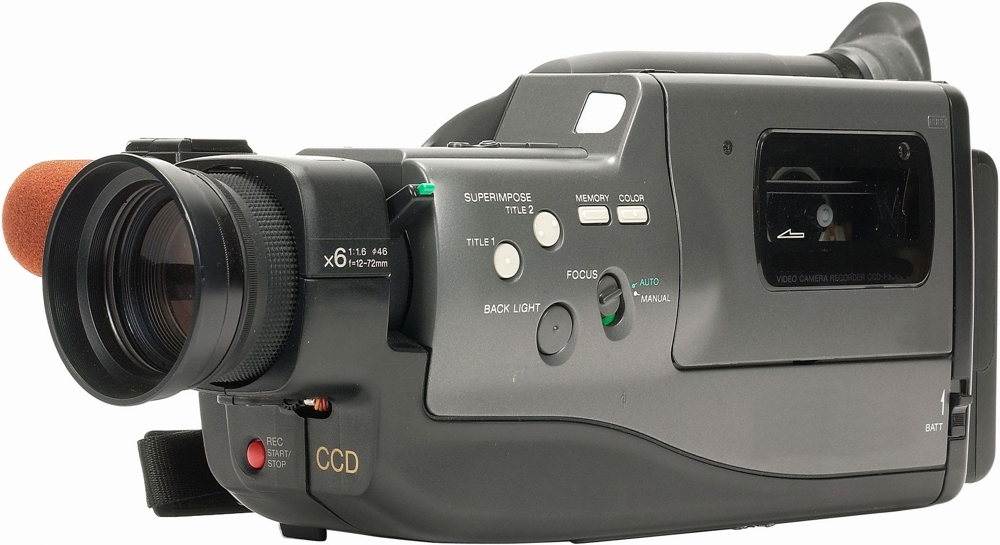 SUPERIMPOSE
TITLE 2
MEMORY
COLOR
TITLE 1
x6 1:1.6 φ46
f=12-72mm
FOCUS
AUTO
MANUAL
BACK LIGHT
VIDEO CAMERA RECORDER
BATT
REC
START/
STOP
CCD